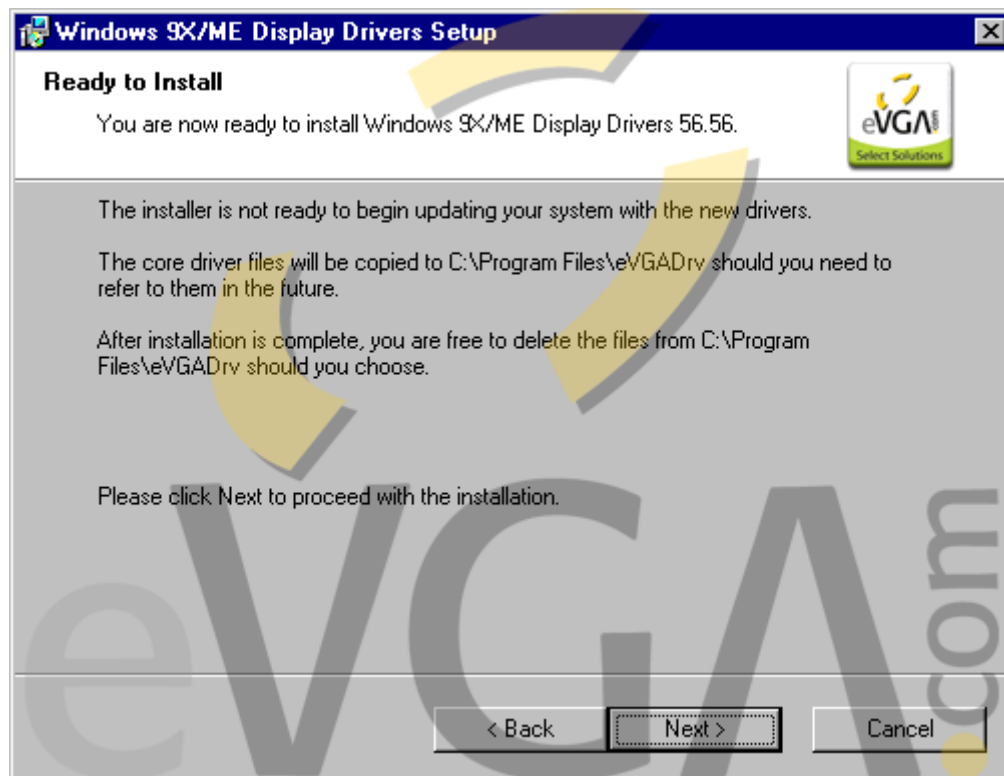 Windows 9X/ME Display Drivers Setup
Ready to Install
You are now ready to install Windows 9X/ME Display Drivers 56.56.
eVGA.com
Select Solutions
The installer is not ready to begin updating your system with the new drivers.
The core driver files will be copied to C:\Program Files\eVGADrv should you need to
refer to them in the future.
After installation is complete, you are free to delete the files from C:\Program
Files\eVGADrv should you choose.
Please click Next to proceed with the installation.
eVGA.com
< Back
Next >
Cancel